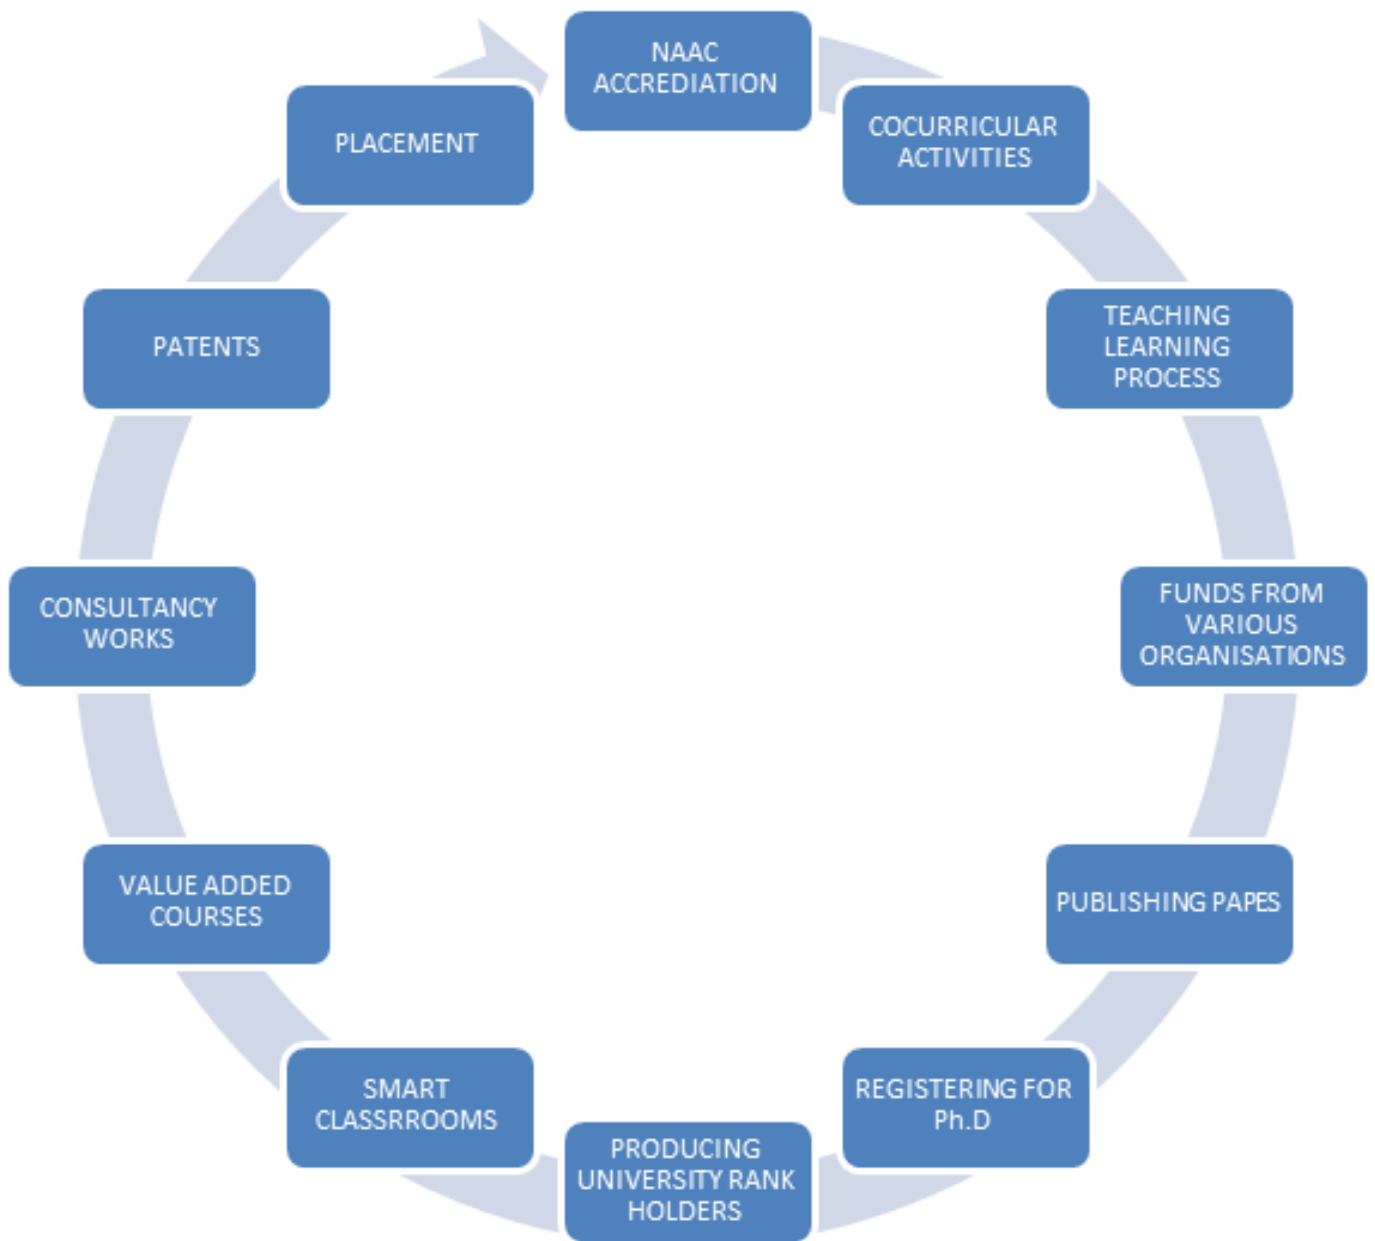 NAAC
ACCREDIATION
COCURRICULAR
ACTIVITIES
TEACHING
LEARNING
PROCESS
FUNDS FROM
VARIOUS
ORGANISATIONS
PUBLISHING PAPES
REGISTERING FOR
Ph.D
PRODUCING
UNIVERSITY RANK
HOLDERS
SMART
CLASSRROOMS
VALUE ADDED
COURSES
CONSULTANCY
WORKS
PATENTS
PLACEMENT